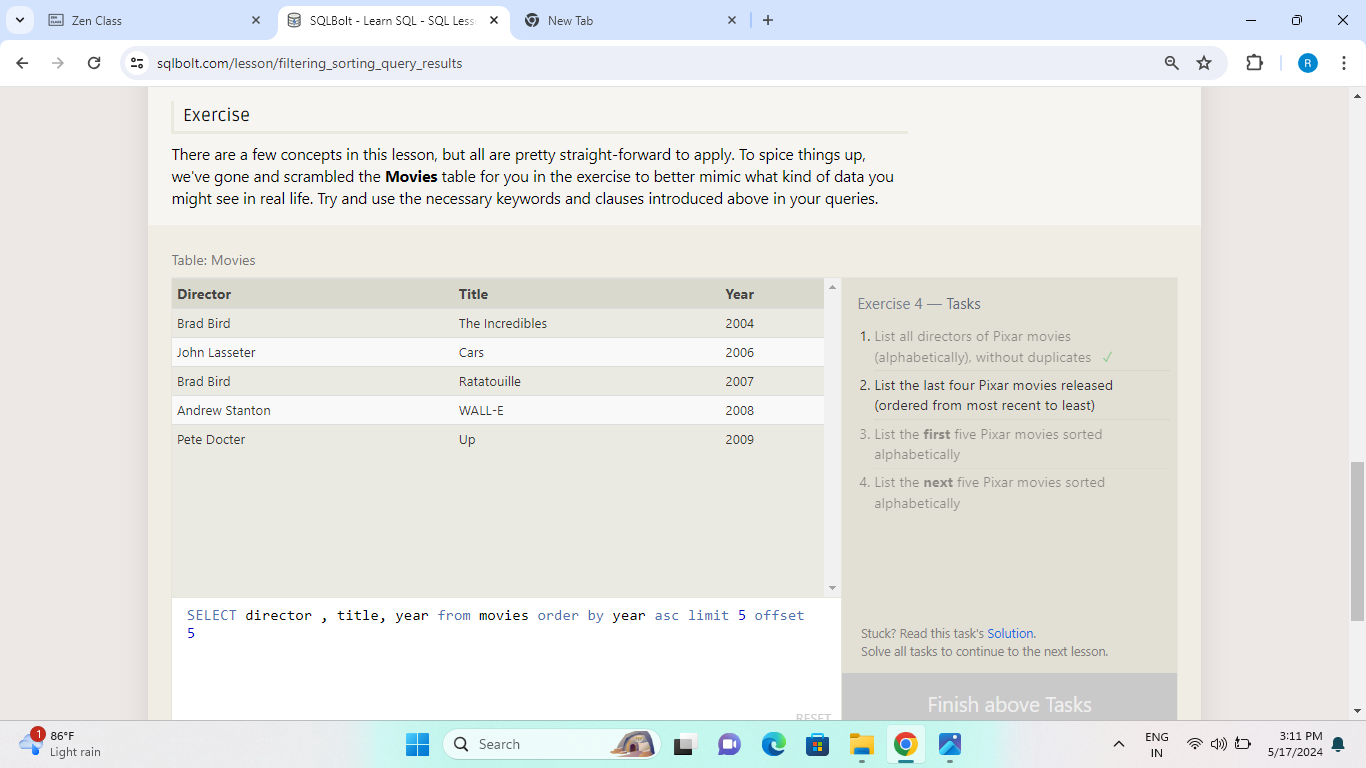 Zen Class
SQLBolt - Learn SQL - SQL Less
New Tab
sqlbolt.com/lesson/filtering_sorting_query_results
R
Exercise
There are a few concepts in this lesson, but all are pretty straight-forward to apply. To spice things up,
we've gone and scrambled the Movies table for you in the exercise to better mimic what kind of data you
might see in real life. Try and use the necessary keywords and clauses introduced above in your queries.
Table: Movies
Director Title Year
Brad Bird The Incredibles 2004
John Lasseter Cars 2006
Brad Bird Ratatouille 2007
Andrew Stanton WALL-E 2008
Pete Docter Up 2009
SELECT director , title, year from movies order by year asc limit 5 offset
5
RESET
Exercise 4 — Tasks
1. List all directors of Pixar movies
(alphabetically), without duplicates ✓
2. List the last four Pixar movies released
(ordered from most recent to least)
3. List the first five Pixar movies sorted
alphabetically
4. List the next five Pixar movies sorted
alphabetically
Stuck? Read this task's Solution.
Solve all tasks to continue to the next lesson.
Finish above Tasks
1
86°F
Light rain
Search
ENG
IN
3:11 PM
5/17/2024